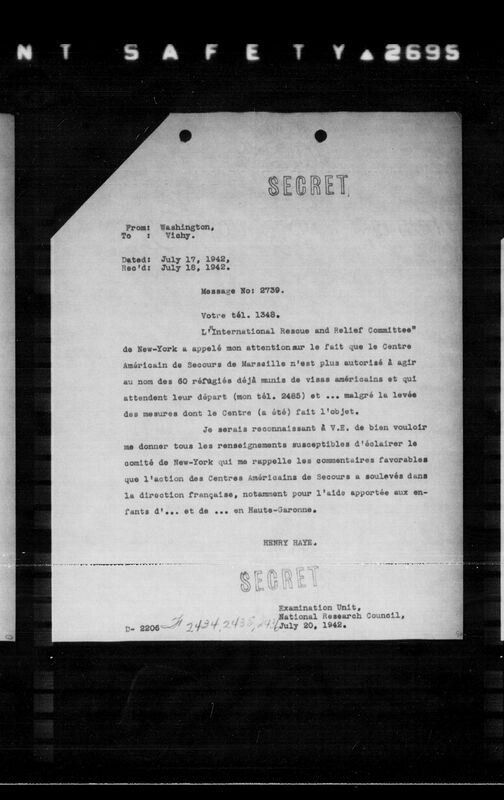 NT SAFETY▲2695
SECRET
From: Washington,
To : Vichy.
Dated: July 17, 1942,
Rec'd: July 18, 1942.
Message No: 2739.
Votre tél. 1348.
L'"International Rescue and Relief Committee"
de New-York a appelé mon attention sur le fait que le Centre
Américain de Secours de Marseille n'est plus autorisé à agir
au nom des 60 réfugiés déjà munis de visas américains et qui
attendent leur départ (mon tél. 2485) et ... malgré la levée
des mesures dont le Centre (a été) fait l'objet.
Je serais reconnaissant à V.E. de bien vouloir
me donner tous les renseignements susceptibles d'éclairer le
comité de New-York qui me rappelle les commentaires favorables
que l'action des Centres Américains de Secours a soulevés dans
la direction française, notamment pour l'aide apportée aux en-
fants d'... et de ... en Haute-Garonne.
HENRY HAYE.
SECRET
Examination Unit,
National Research Council,
D- 2206 2434, 2435, July 20, 1942.